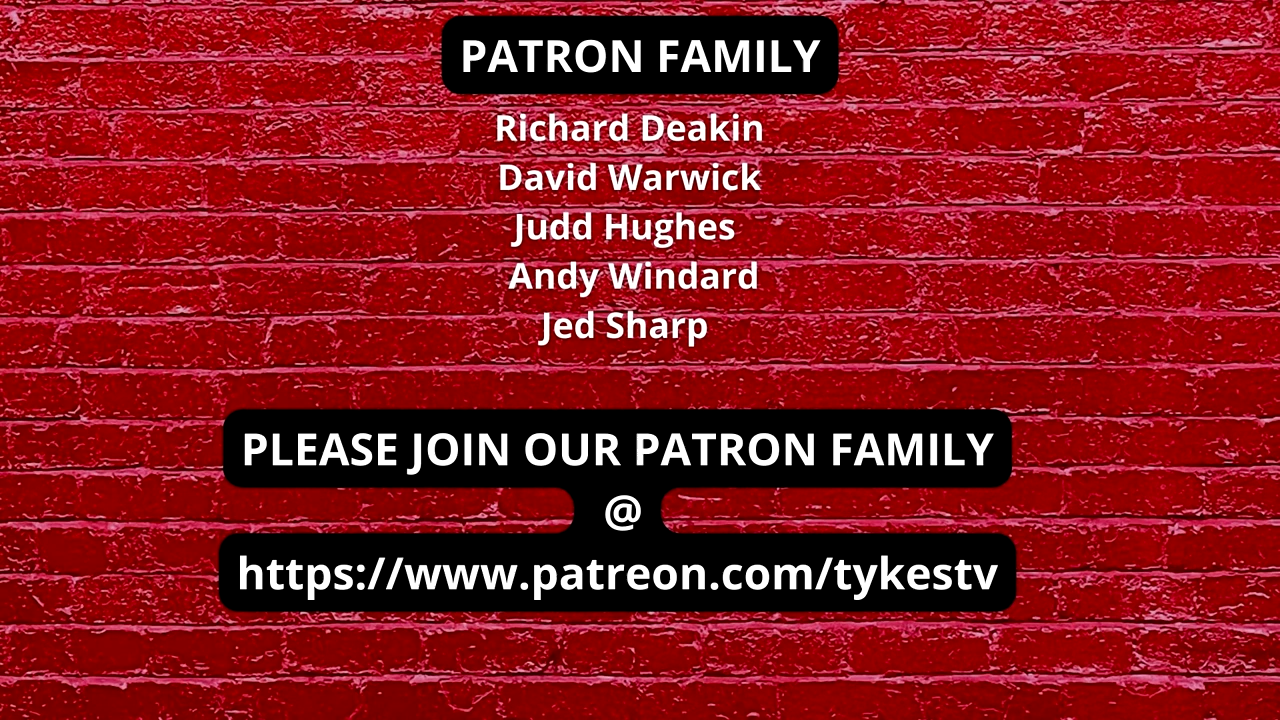 PATRON FAMILY
Richard Deakin
David Warwick
Judd Hughes
Andy Windard
Jed Sharp
PLEASE JOIN OUR PATRON FAMILY
@
https://www.patreon.com/tykestv